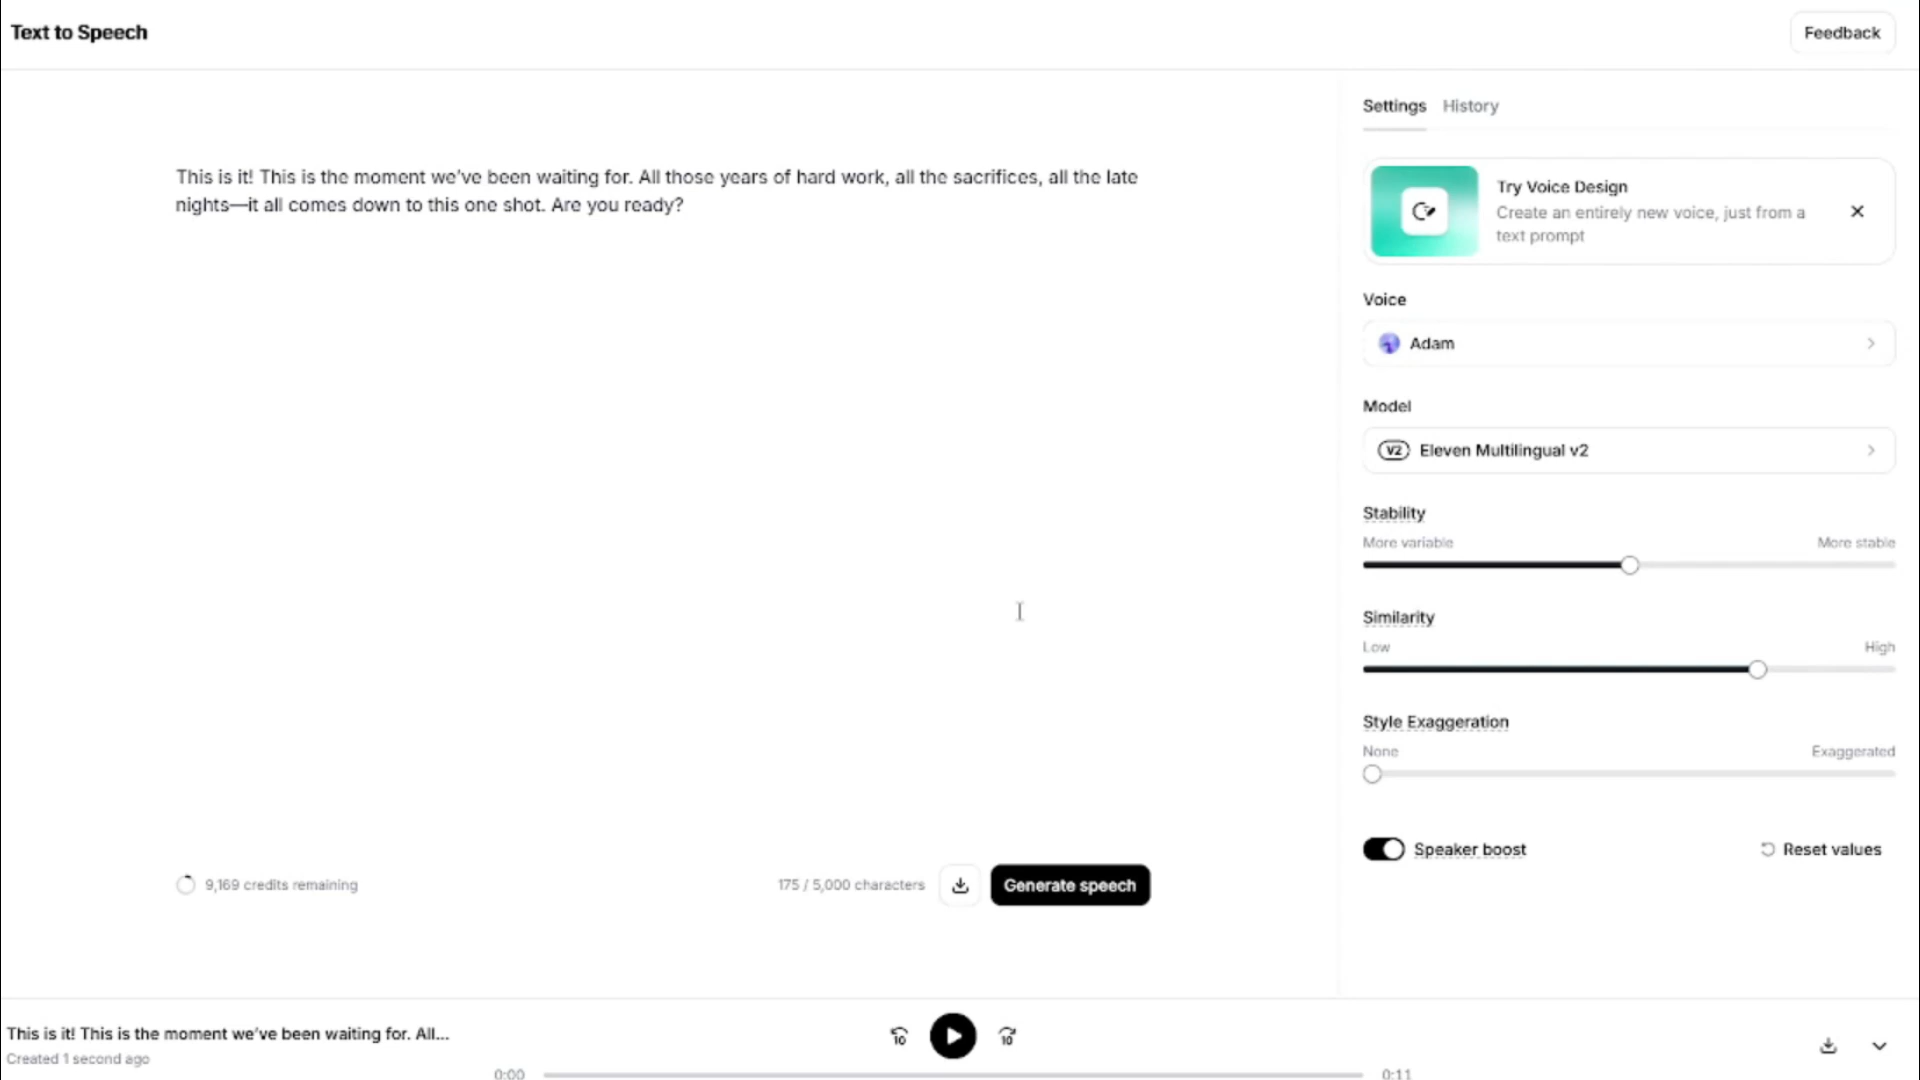 Text to Speech
Feedback
Settings
History
This is it! This is the moment we've been waiting for. All those years of hard work, all the sacrifices, all the late
nights—it all comes down to this one shot. Are you ready?
Try Voice Design
Create an entirely new voice, just from a
text prompt
Voice
Adam
Model
V2 Eleven Multilingual v2
Stability
More variable
More stable
Similarity
Low
High
Style Exaggeration
None
Exaggerated
Speaker boost
Reset values
9,169 credits remaining
175 / 5,000 characters
Generate speech
This is it! This is the moment we've been waiting for. All...
Created 1 second ago
10
10
0:00
0:11